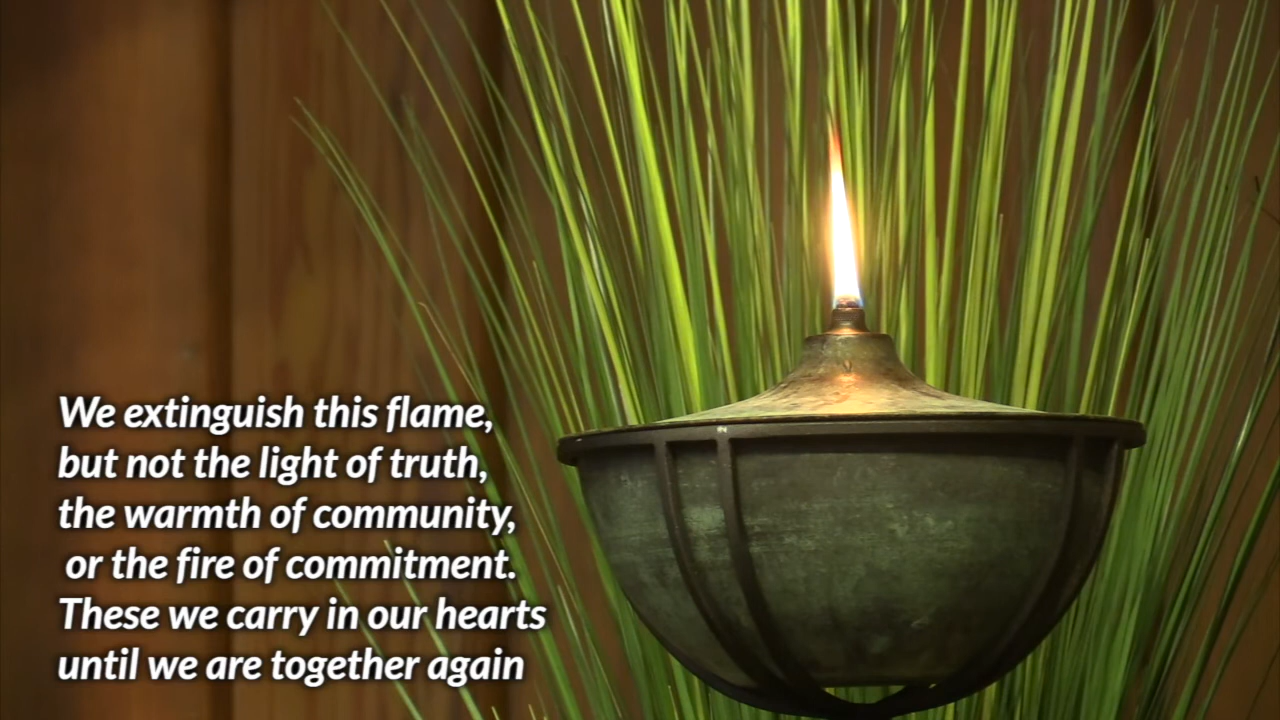 We extinguish this flame,
but not the light of truth,
the warmth of community,
or the fire of commitment.
These we carry in our hearts
until we are together again